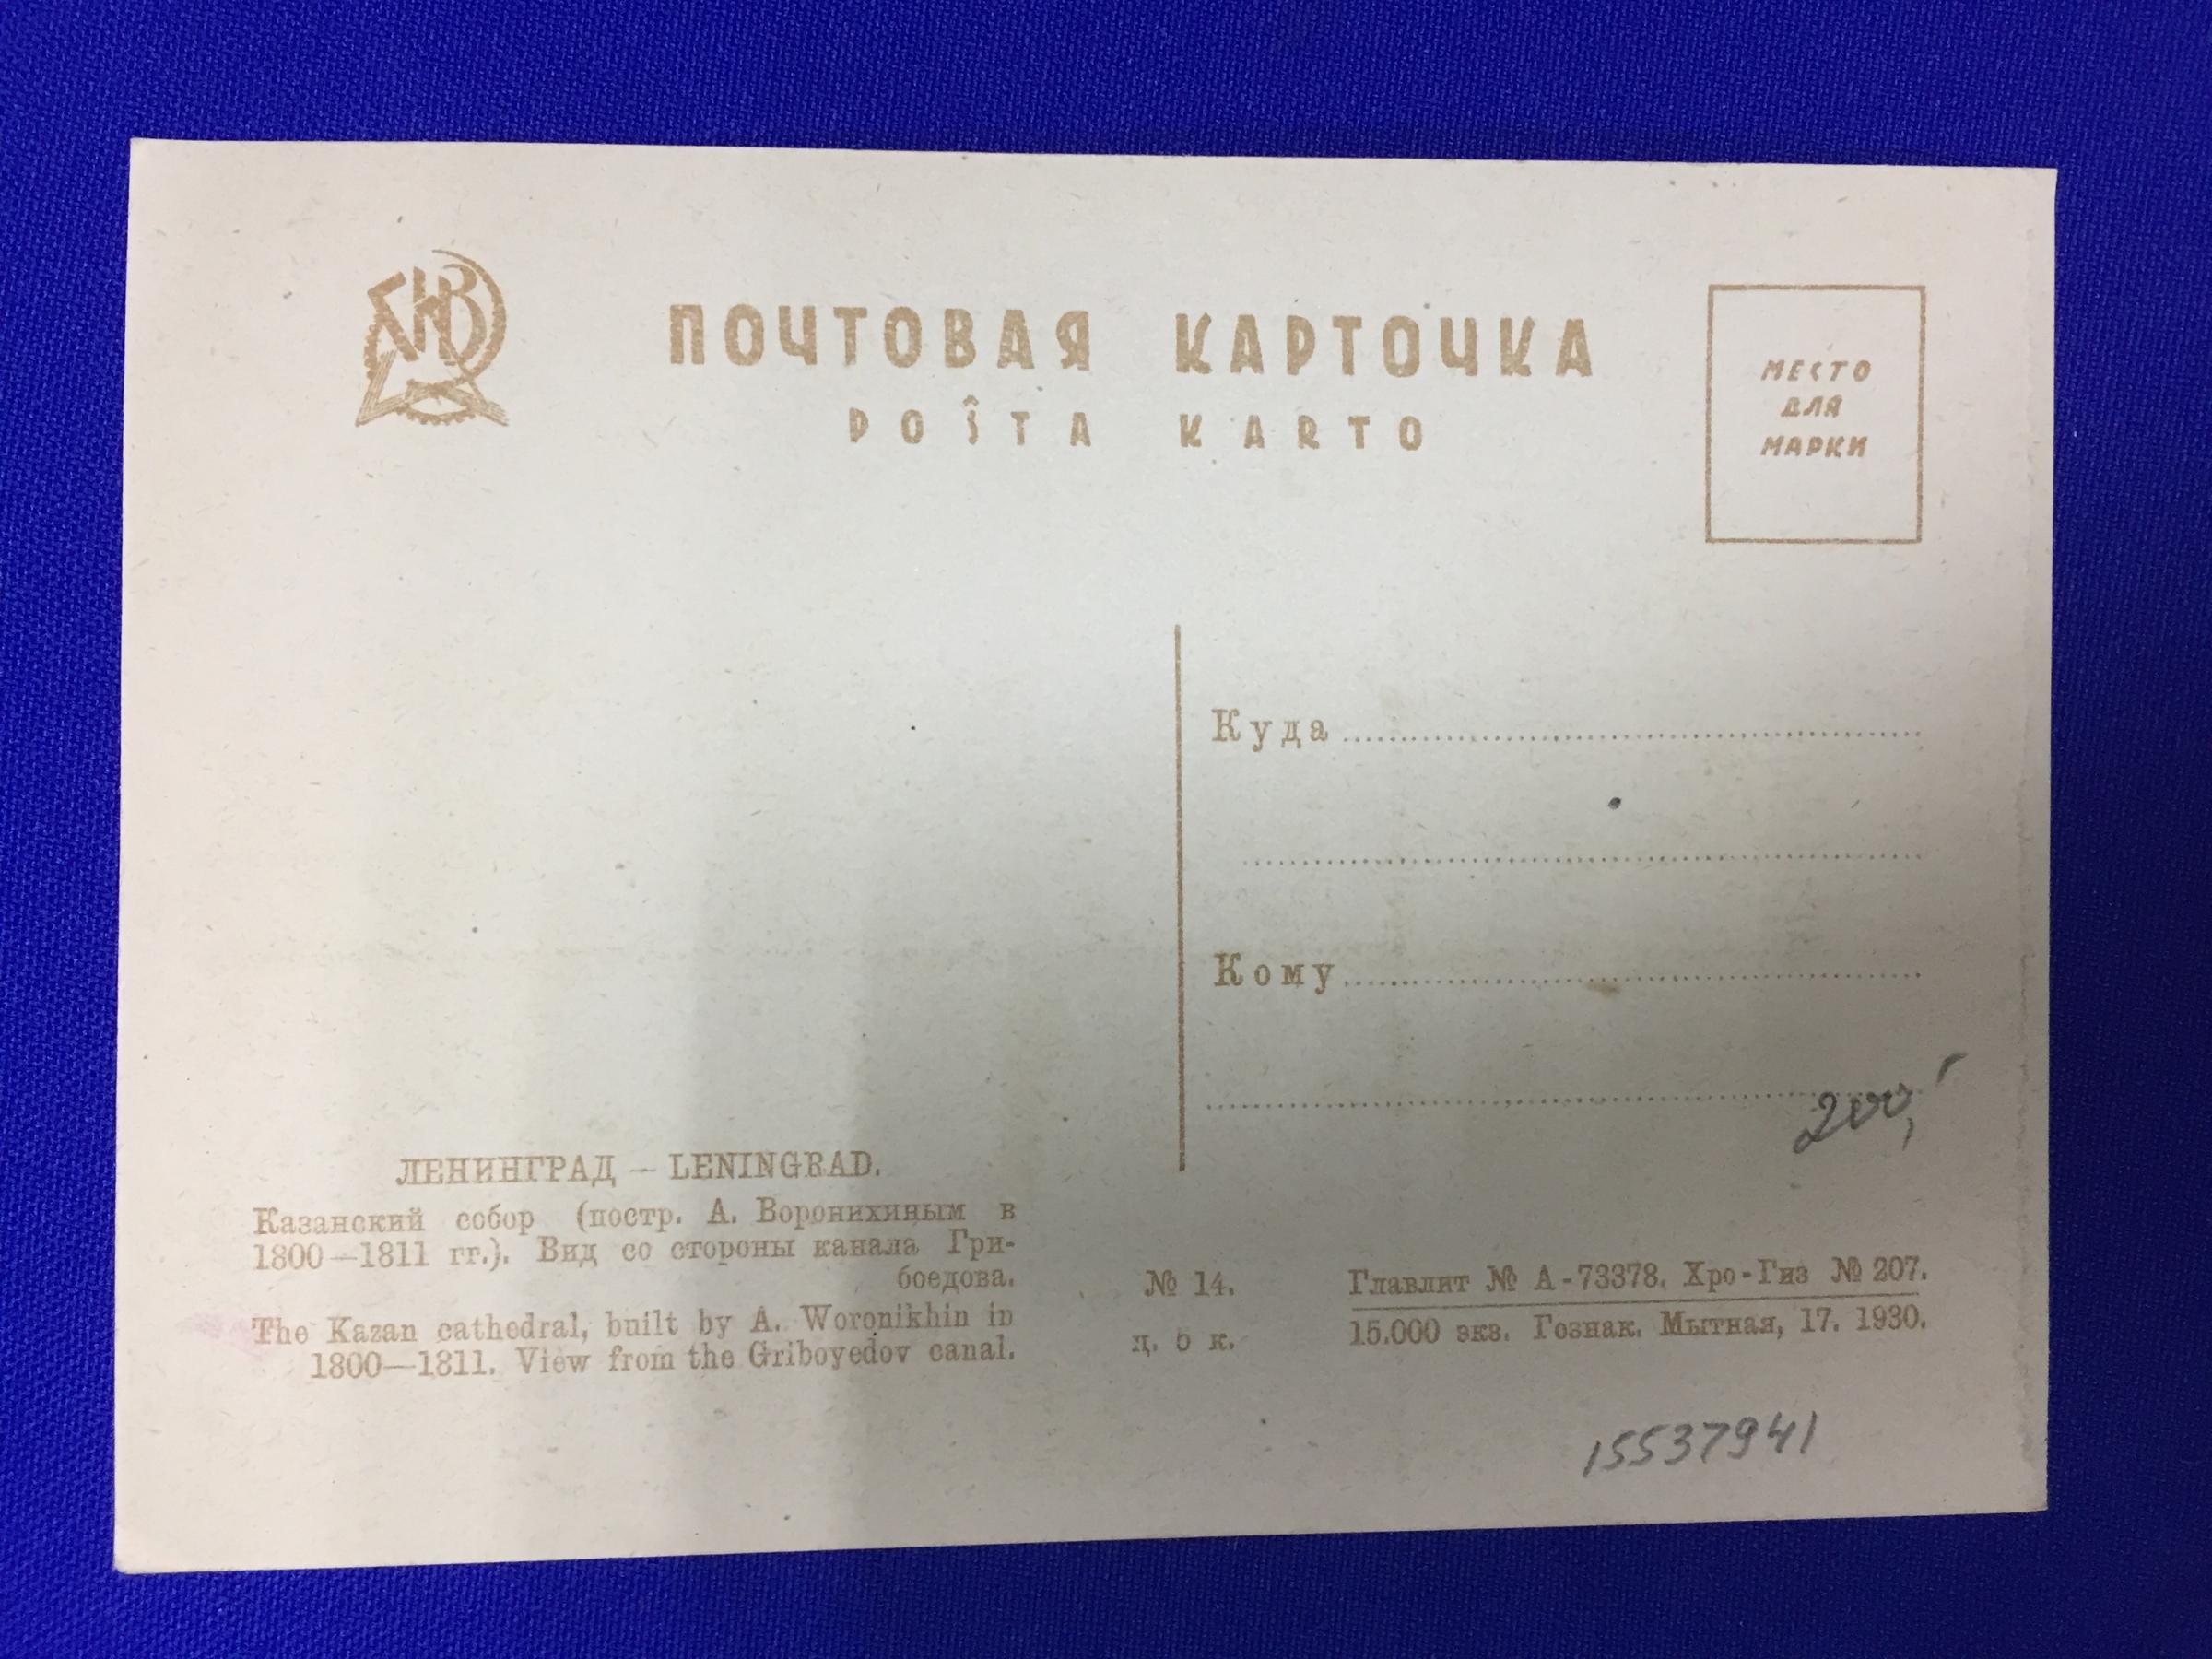 ПОЧТОВАЯ КАРТОЧКА
POŜTA KARTO
МЕСТО
ДЛЯ
МАРКИ
Куда
Кому
200,-
ЛЕНИНГРАД — LENINGRAD.
Казанский собор (постр. А. Воронихиным в
1800—1811 гг.). Вид со стороны канала Гри-
боедова.
The Kazan cathedral, built by A. Woronikhin in
1800—1811. View from the Griboyedov canal.
№ 14.
ц. 5 к.
Главлит № А-73378. Хро-Гиз № 207.
15.000 экз. Гознак. Мытная, 17. 1930.
15537941